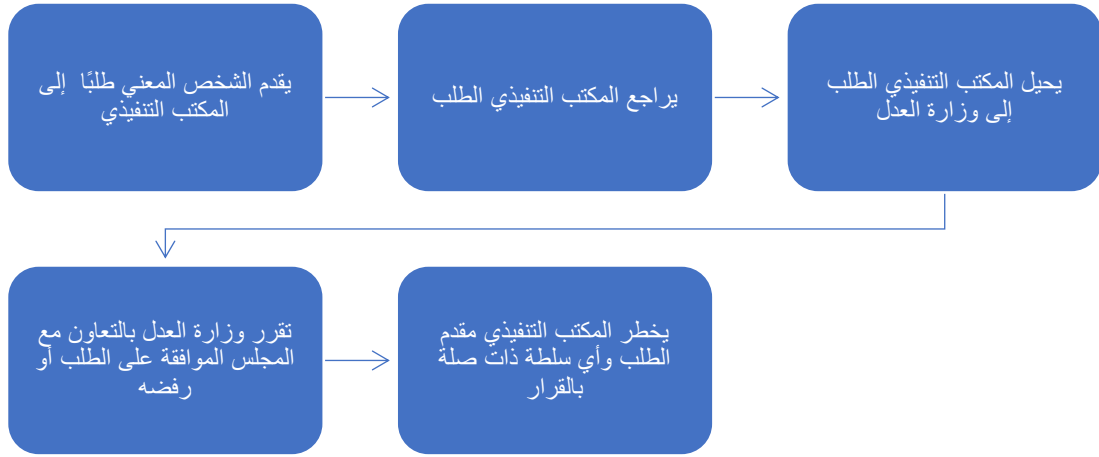 يقدم الشخص المعني طلبًا إلى
المكتب التنفيذي
يراجع المكتب التنفيذي الطلب
يحيل المكتب التنفيذي الطلب
إلى وزارة العدل
تقرر وزارة العدل بالتعاون مع
المجلس الموافقة على الطلب أو
رفضه
يخطر المكتب التنفيذي مقدم
الطلب وأي سلطة ذات صلة
بالقرار